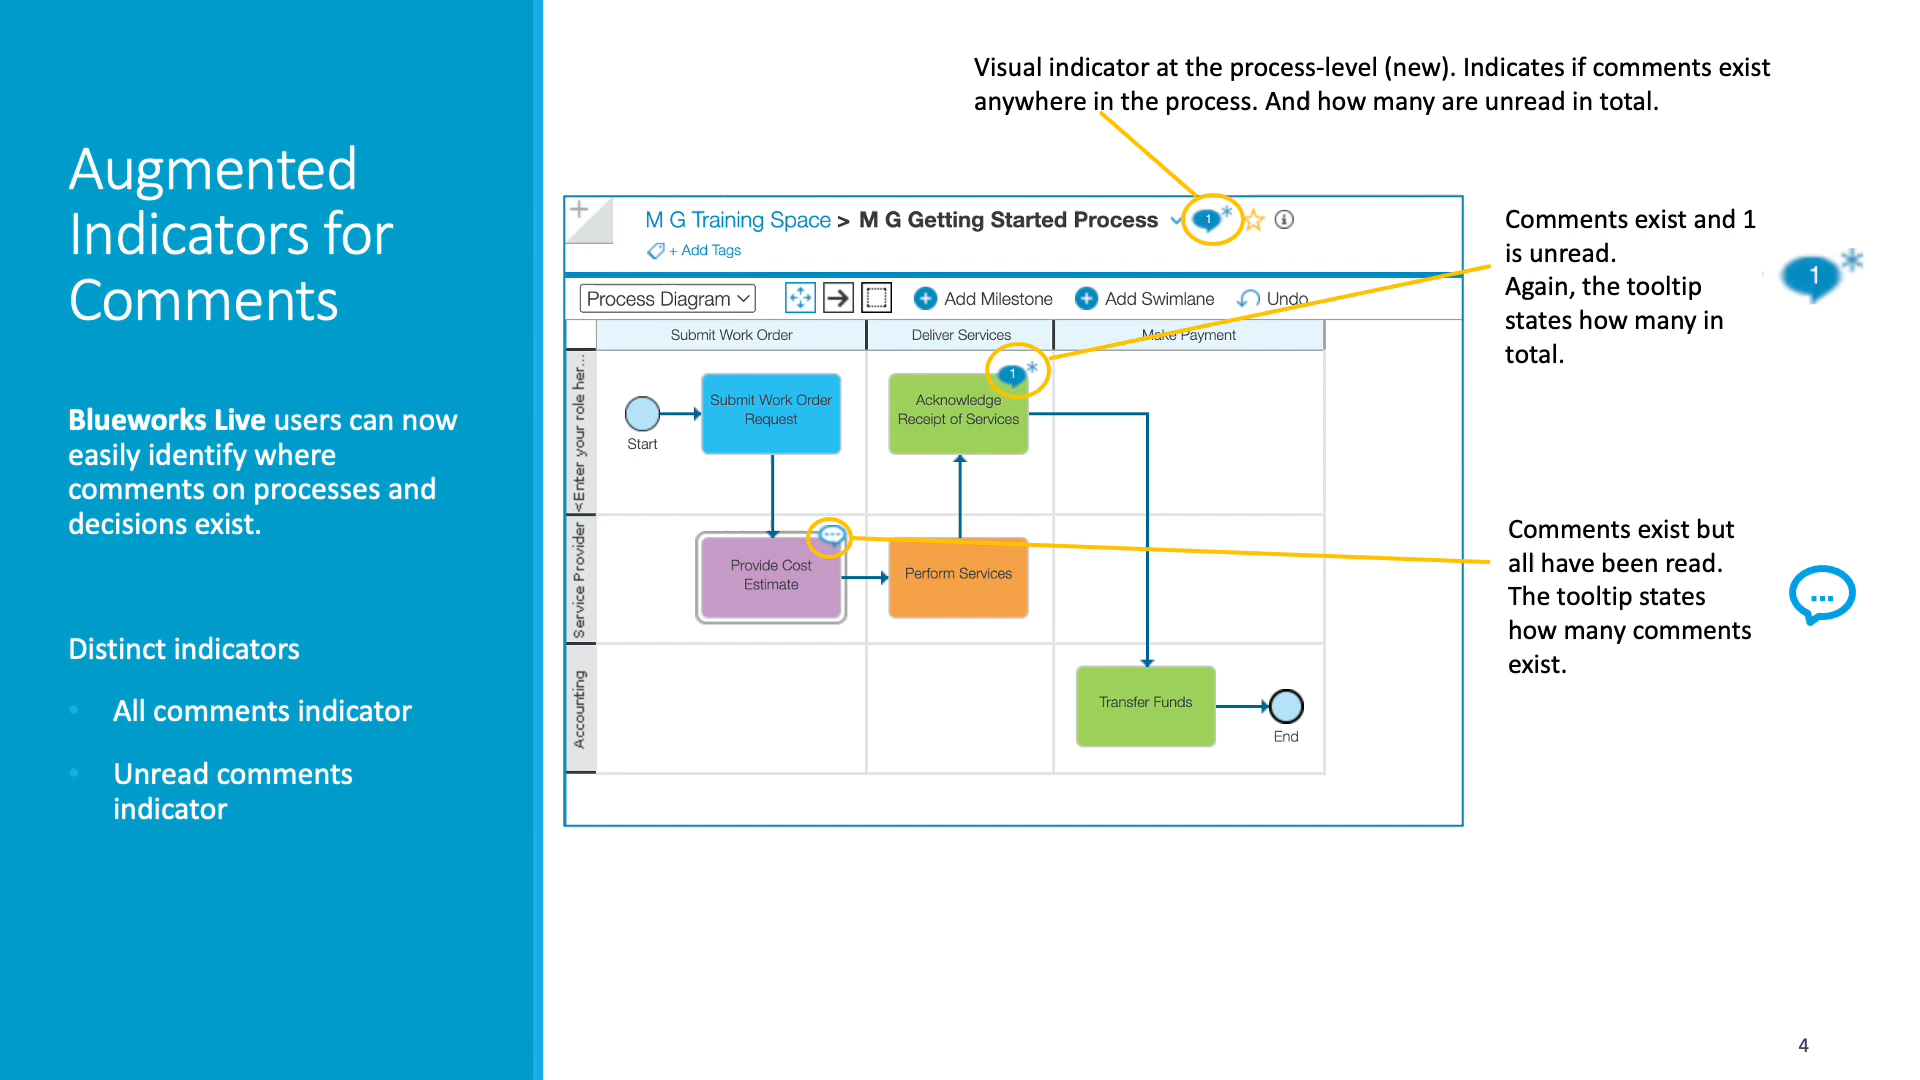 Augmented
Indicators for
Comments
Blueworks Live users can now
easily identify where
comments on processes and
decisions exist.
Distinct indicators
• All comments indicator
• Unread comments
indicator
Visual indicator at the process-level (new). Indicates if comments exist
anywhere in the process. And how many are unread in total.
M G Training Space > M G Getting Started Process 1 *
+ Add Tags
Process Diagram
Add Milestone
Add Swimlane
Undo
Submit Work Order
Deliver Services
Make Payment
<Enter your role her...
Start
Submit Work Order
Request
1 *
Acknowledge
Receipt of Services
Service Provider
Provide Cost
Estimate
Perform Services
Accounting
Transfer Funds
End
Comments exist and 1
is unread.
Again, the tooltip
states how many in
total.
1 *
Comments exist but
all have been read.
The tooltip states
how many comments
exist.
4